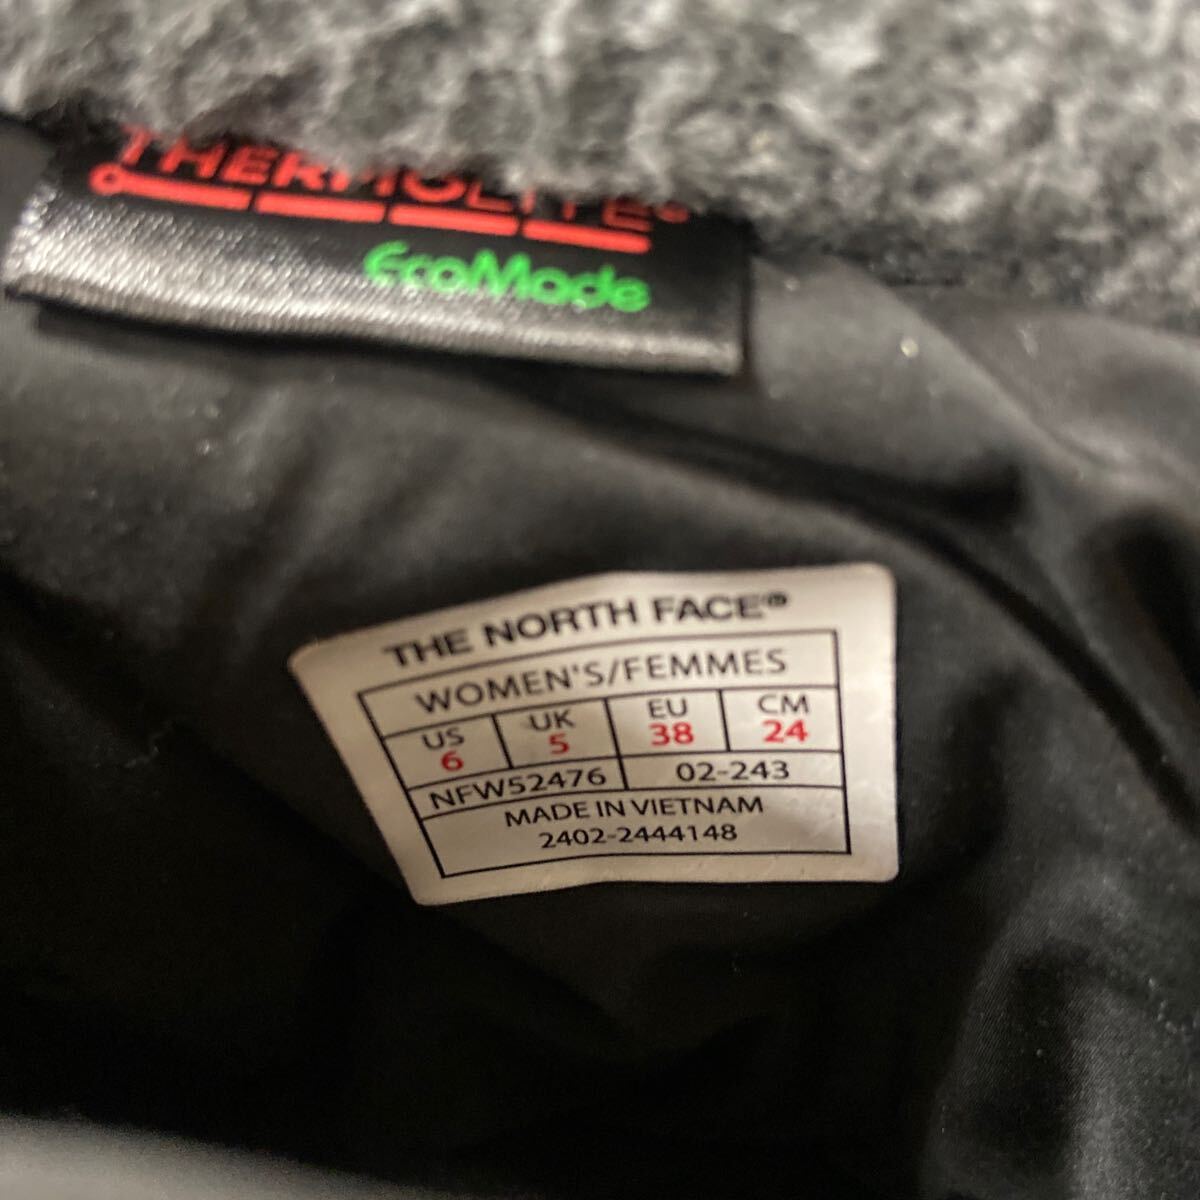 THERMOLITE®
EcoMade
THE NORTH FACE®
WOMEN'S/FEMMES
US UK EU CM
6 5 38 24
NFW52476 02-243
MADE IN VIETNAM
2402-2444148